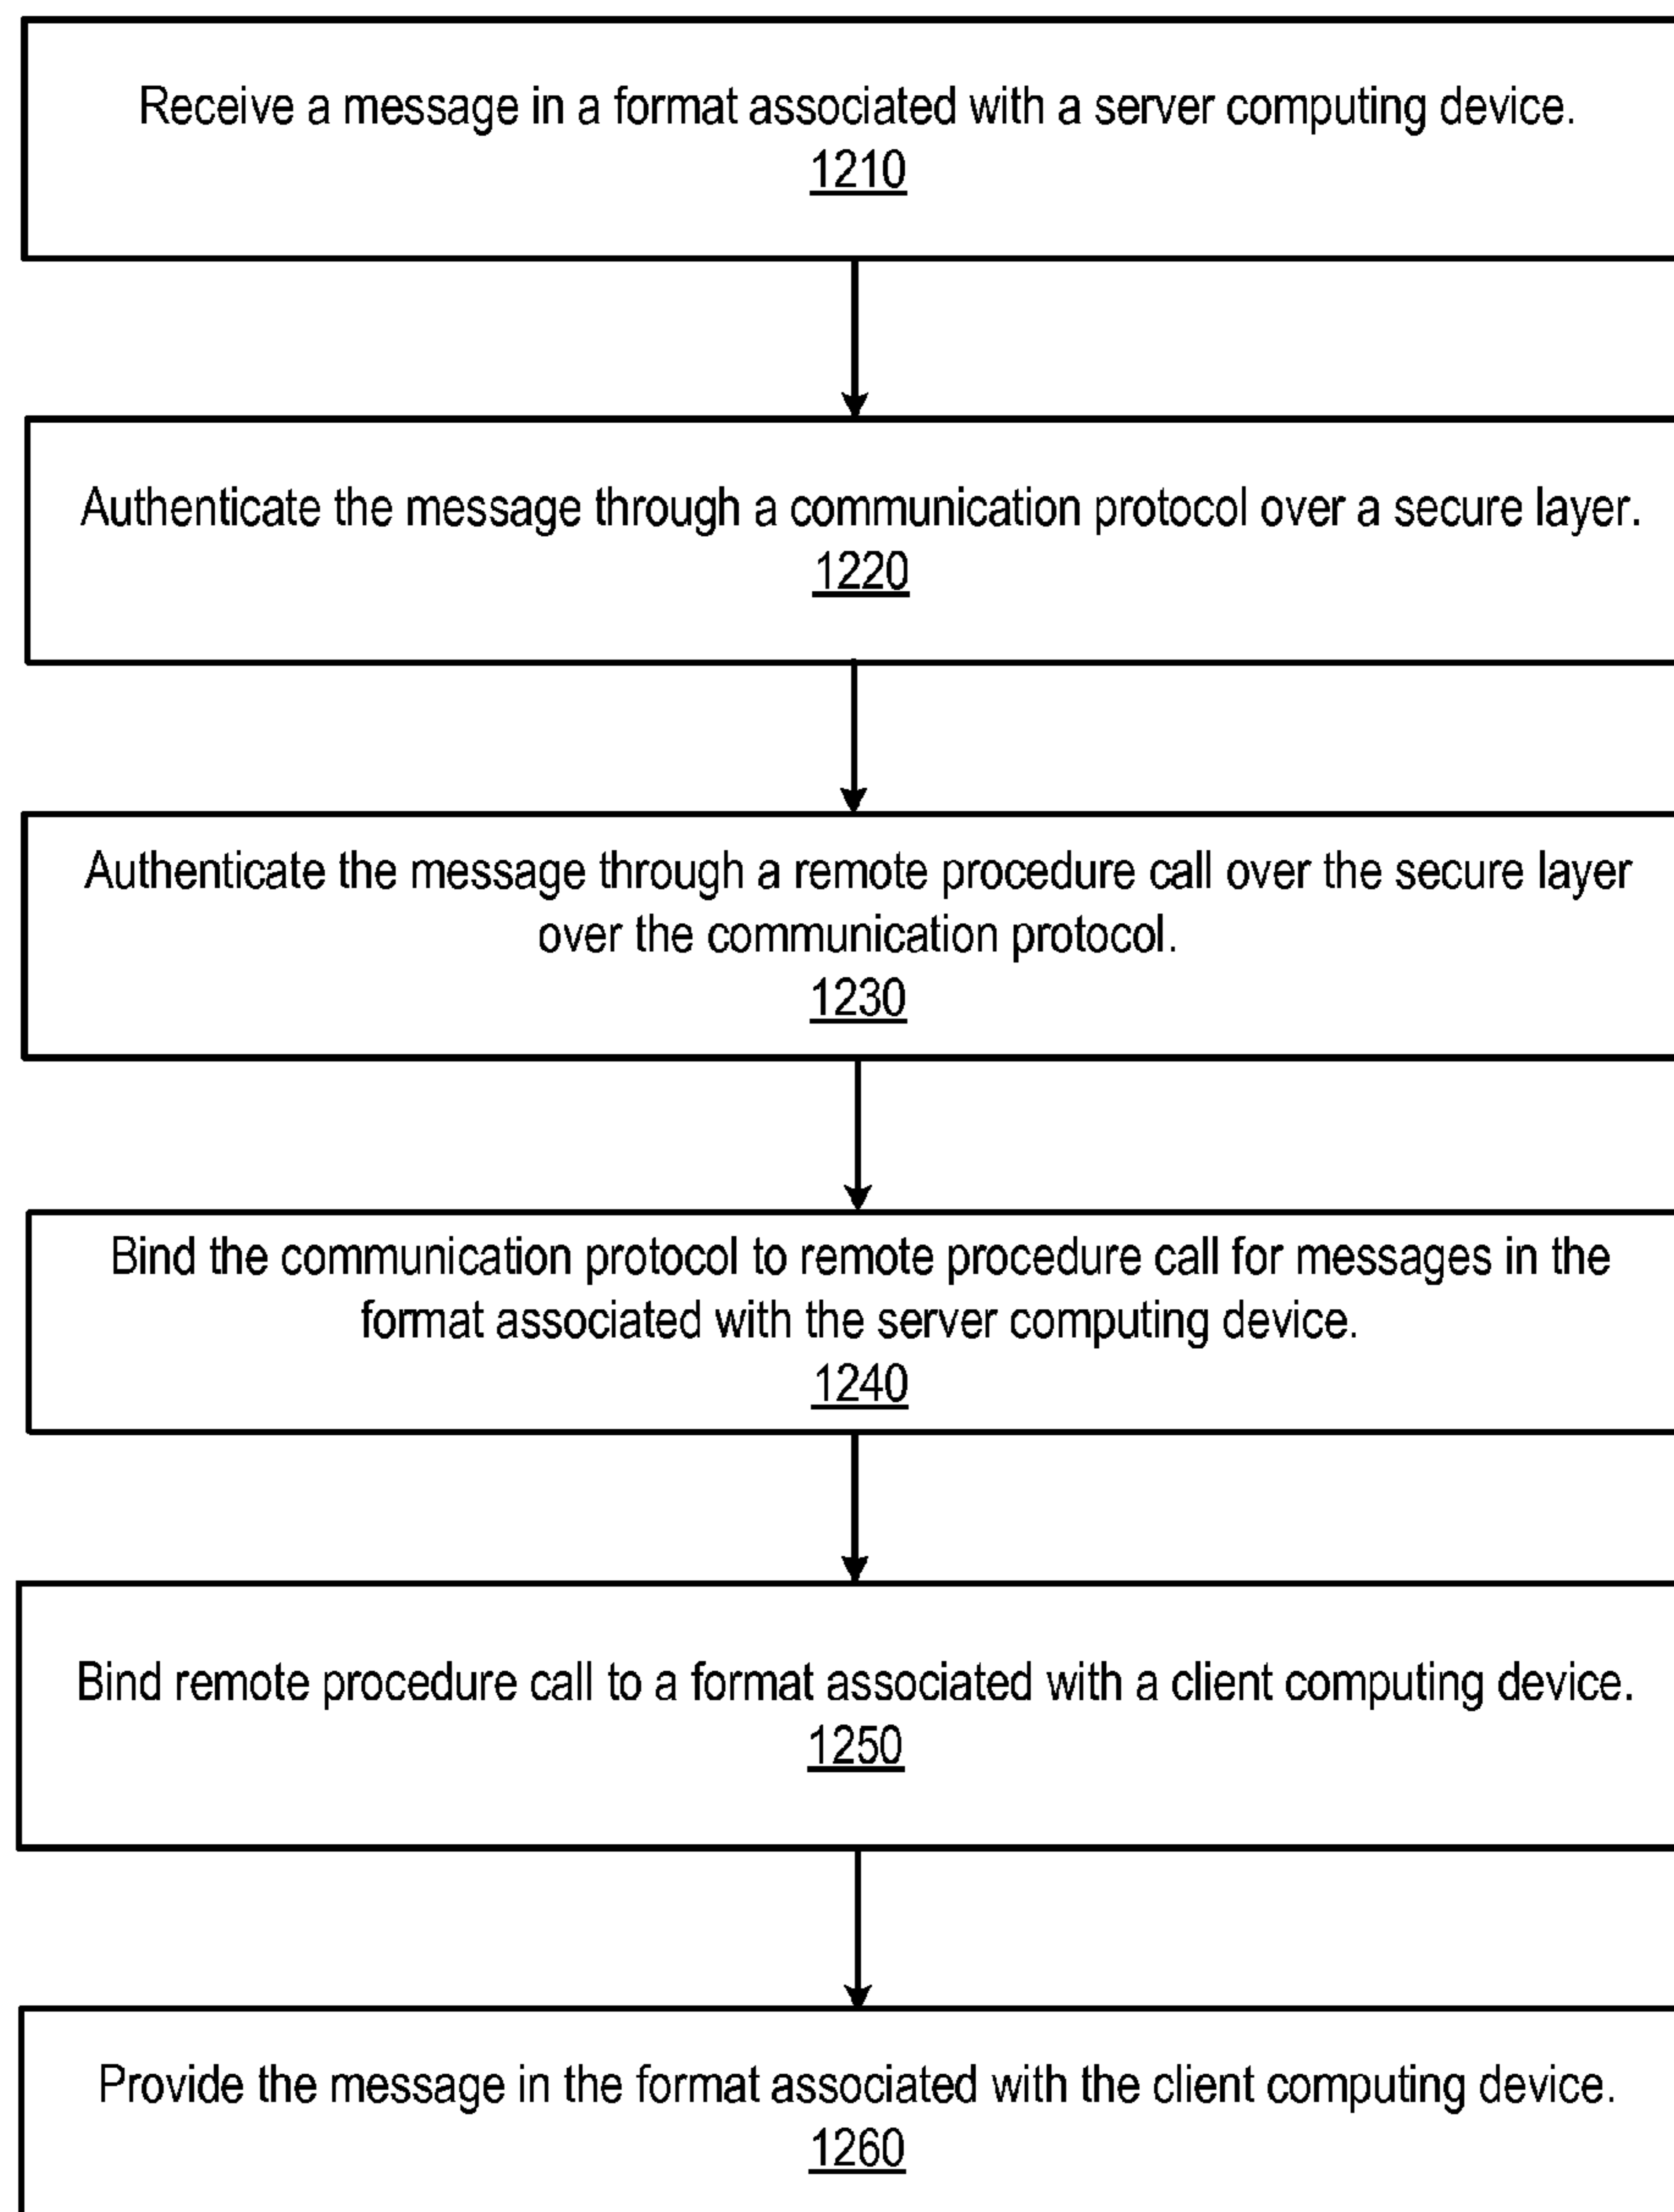 Receive a message in a format associated with a server computing device.
1210
Authenticate the message through a communication protocol over a secure layer.
1220
Authenticate the message through a remote procedure call over the secure layer
over the communication protocol.
1230
Bind the communication protocol to remote procedure call for messages in the
format associated with the server computing device.
1240
Bind remote procedure call to a format associated with a client computing device.
1250
Provide the message in the format associated with the client computing device.
1260